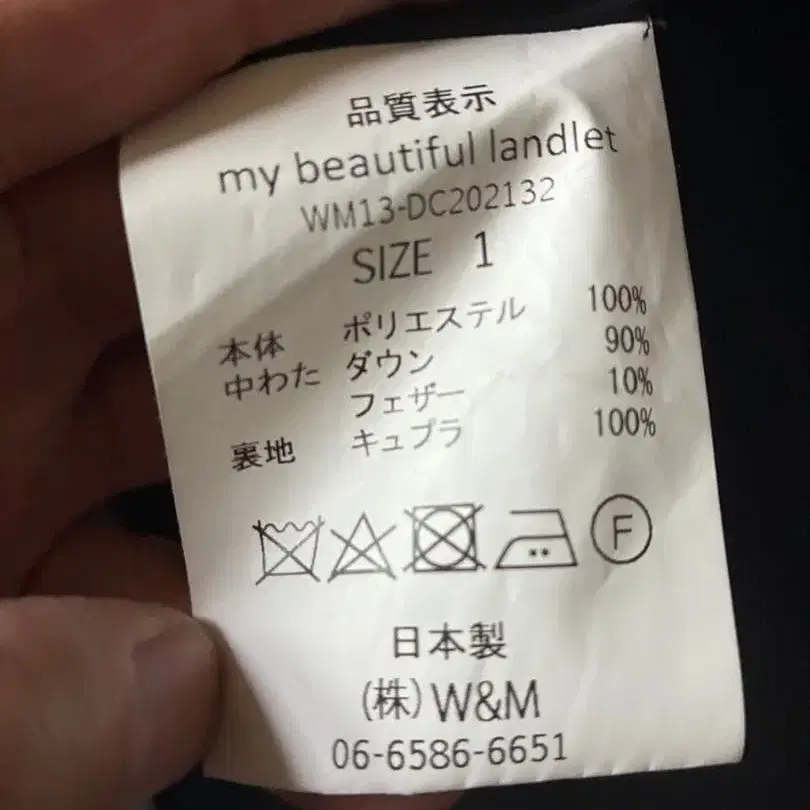 品質表示
my beautiful landlet
WM13-DC202132
SIZE 1
本体 ポリエステル 100%
中わた ダウン 90%
フェザー 10%
裏地 キュプラ 100%
F
日本製
(株)W&M
06-6586-6651